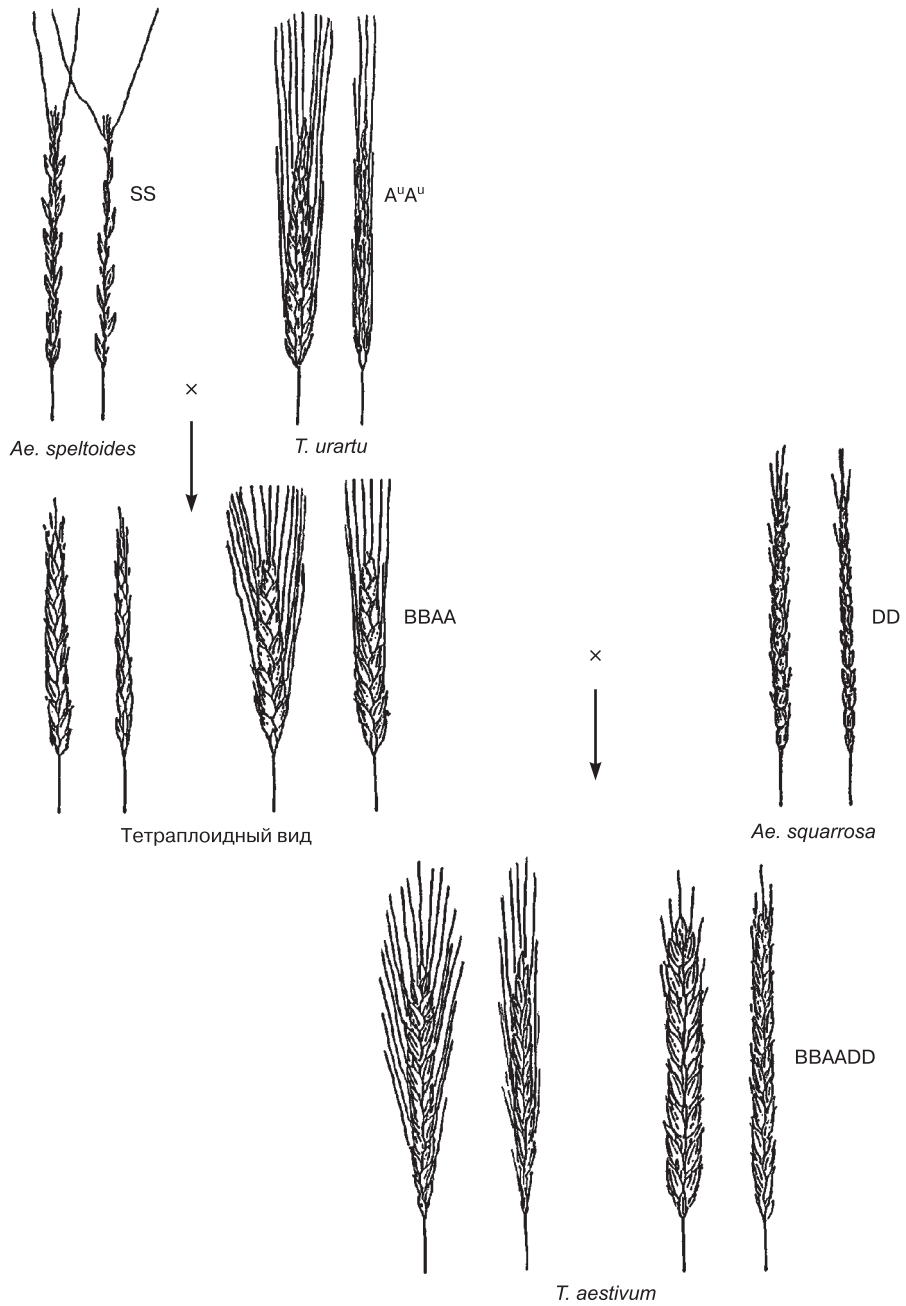 SS
AᵘAᵘ
×
Ae. speltoides
T. urartu
BBAA
DD
×
Тетраплоидный вид
Ae. squarrosa
BBAADD
T. aestivum